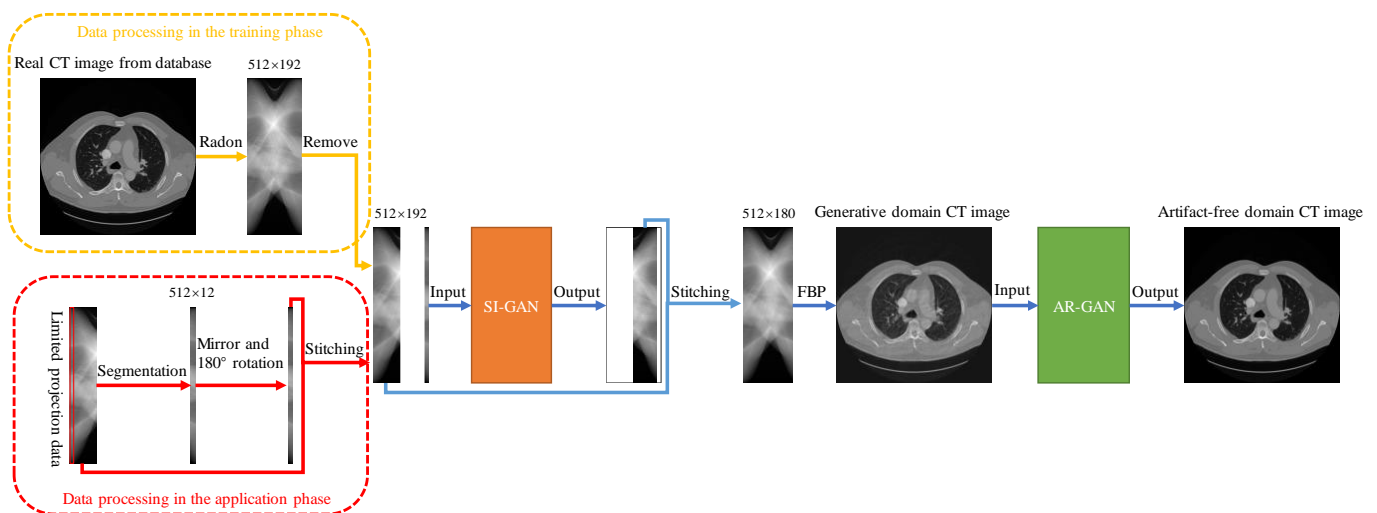 Data processing in the training phase
Real CT image from database
512×192
Radon
Remove
512×192
Input
SI-GAN
Output
Stitching
512×180
FBP
Generative domain CT image
Input
AR-GAN
Output
Artifact-free domain CT image
Limited projection data
Segmentation
512×12
Mirror and
180° rotation
Stitching
Data processing in the application phase